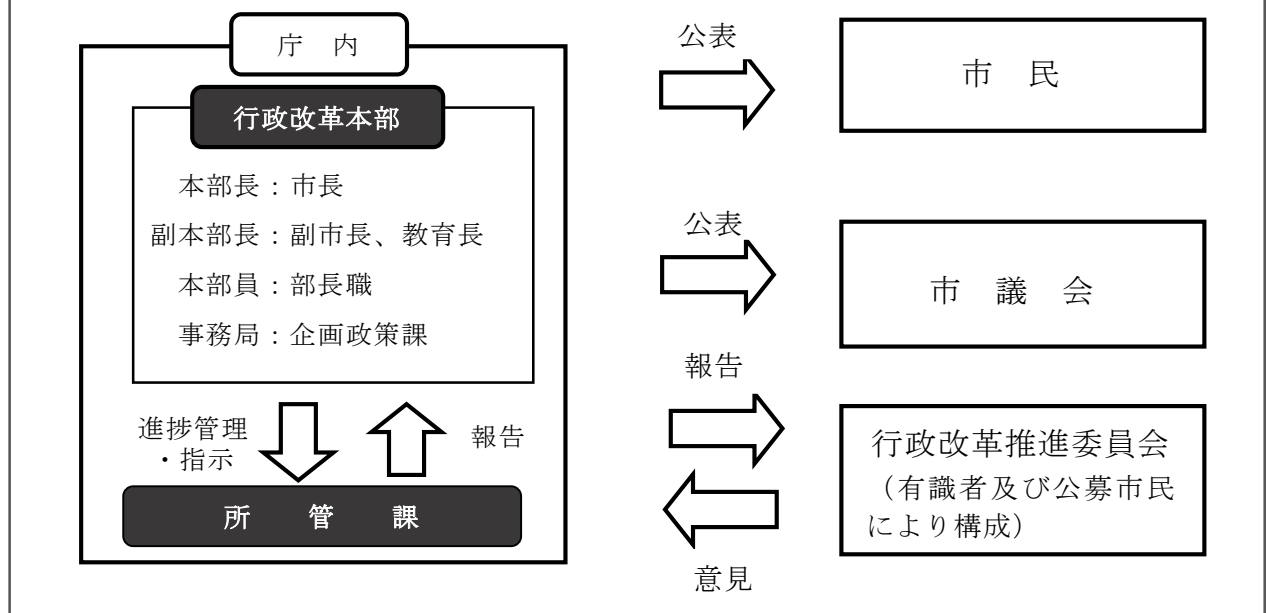 庁　内
行政改革本部
本部長：市長
副本部長：副市長、教育長
本部員：部長職
事務局：企画政策課
進捗管理
・指示
報告
所　管　課
公表
市　民
公表
市　議　会
報告
行政改革推進委員会
（有識者及び公募市民
により構成）
意見